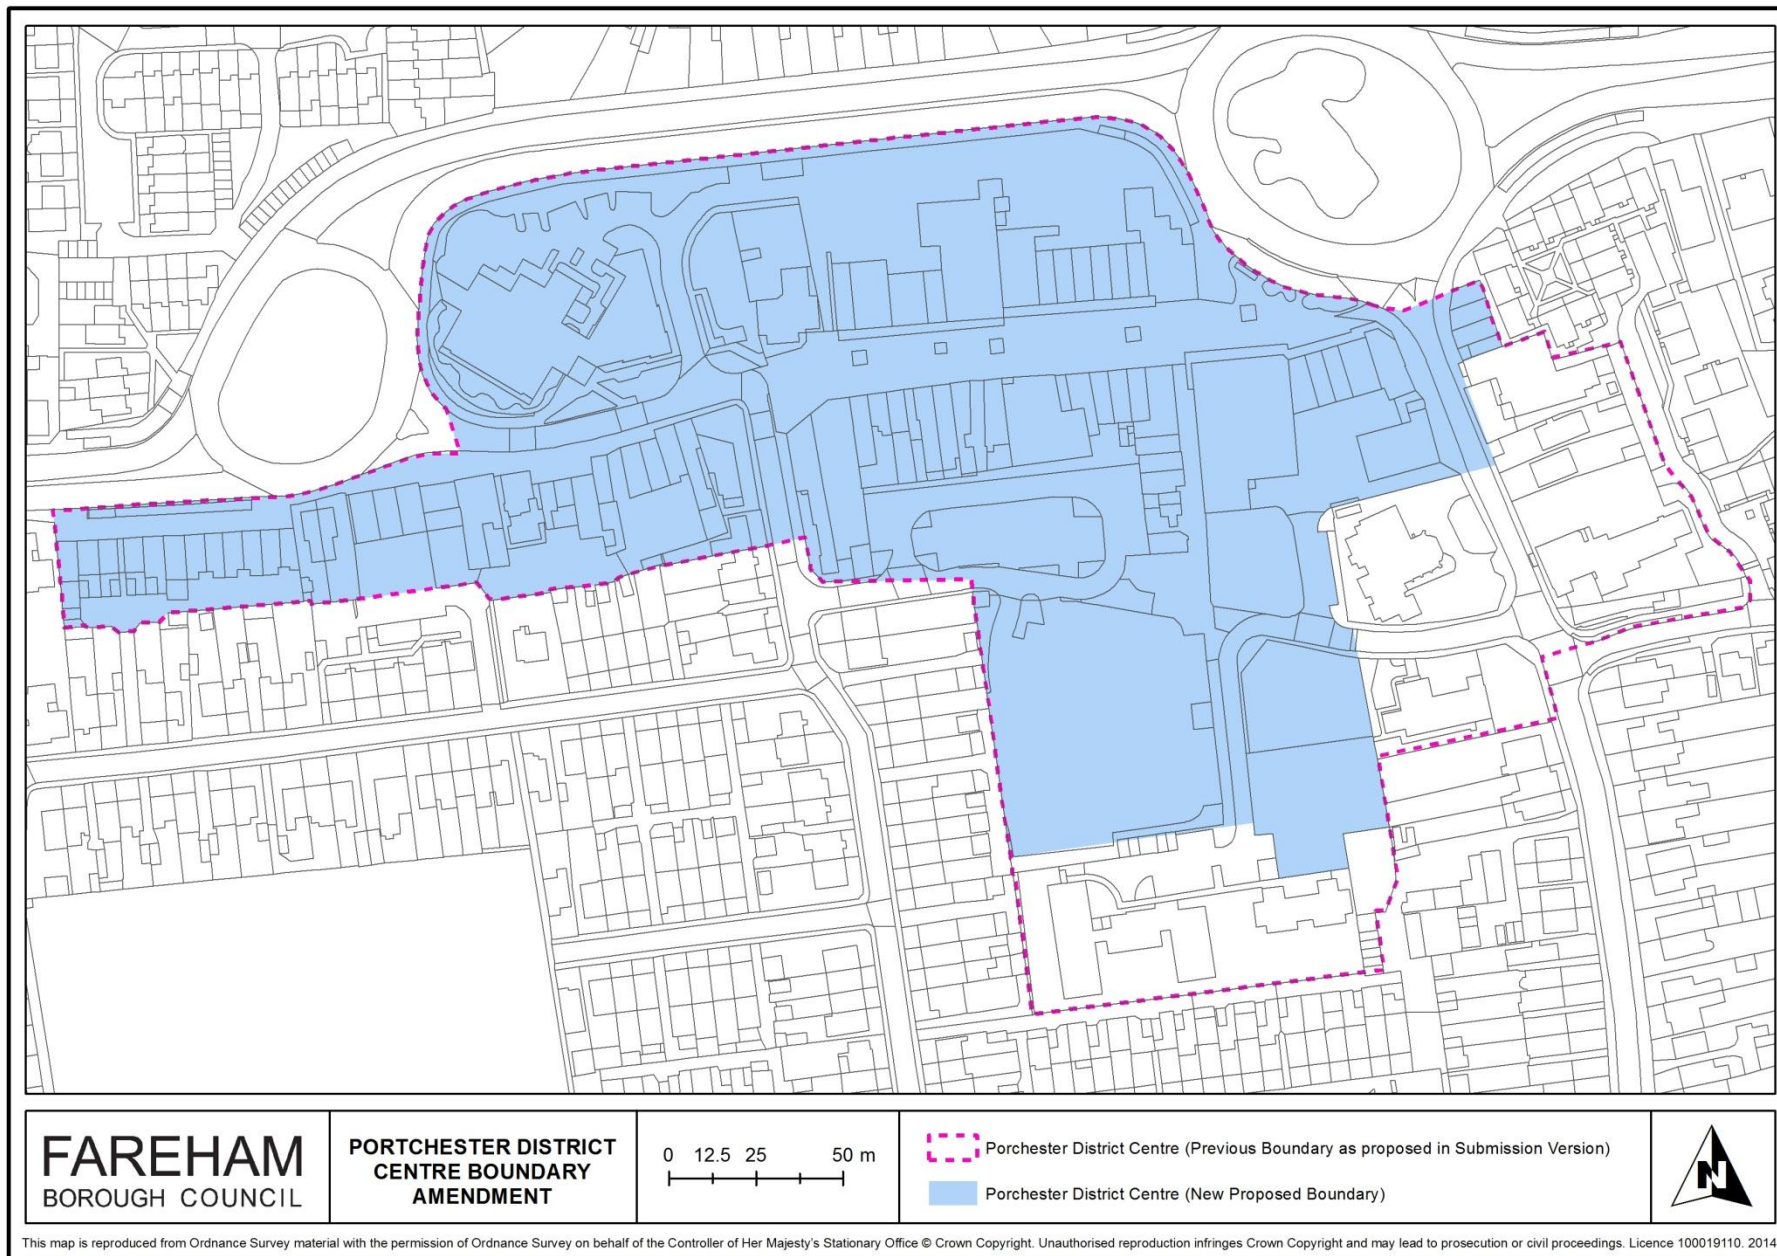 FAREHAM
BOROUGH COUNCIL
PORTCHESTER DISTRICT
CENTRE BOUNDARY
AMENDMENT
0 12.5 25 50 m
Porchester District Centre (Previous Boundary as proposed in Submission Version)
Porchester District Centre (New Proposed Boundary)
N
This map is reproduced from Ordnance Survey material with the permission of Ordnance Survey on behalf of the Controller of Her Majesty's Stationary Office © Crown Copyright. Unauthorised reproduction infringes Crown Copyright and may lead to prosecution or civil proceedings. Licence 100019110. 2014